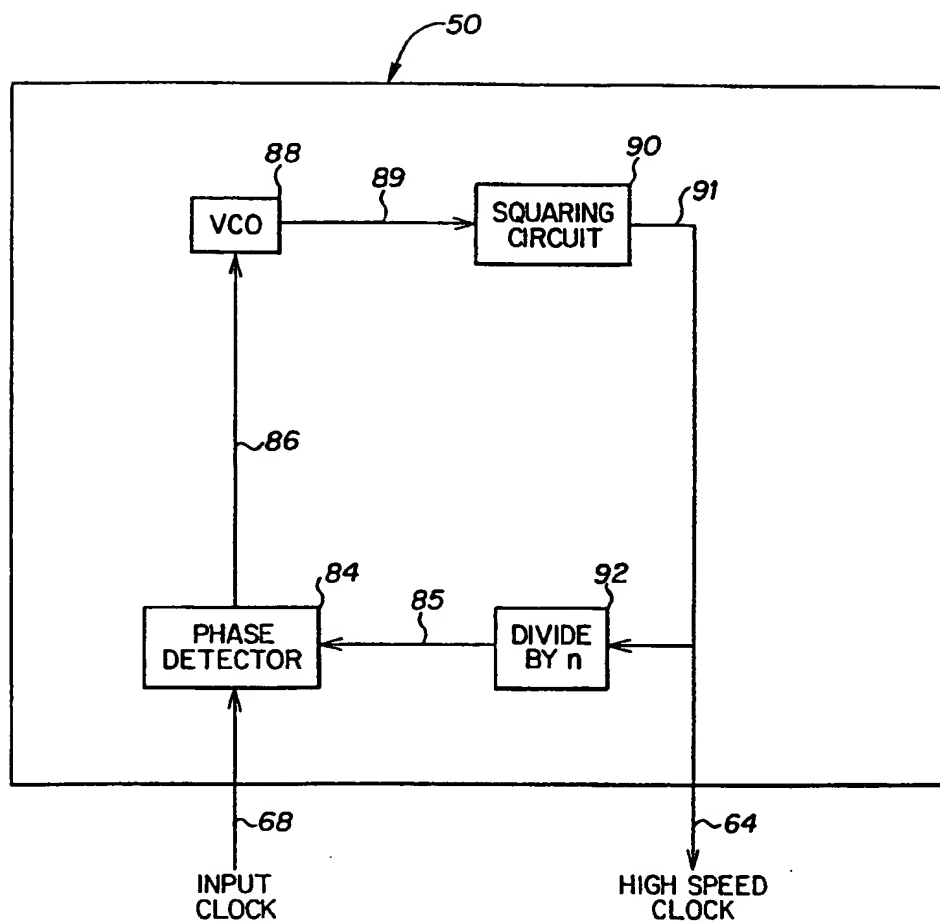 50
88
89
90
91
VCO
SQUARING
CIRCUIT
86
84
85
92
PHASE
DETECTOR
DIVIDE
BY n
68
64
INPUT
CLOCK
HIGH SPEED
CLOCK